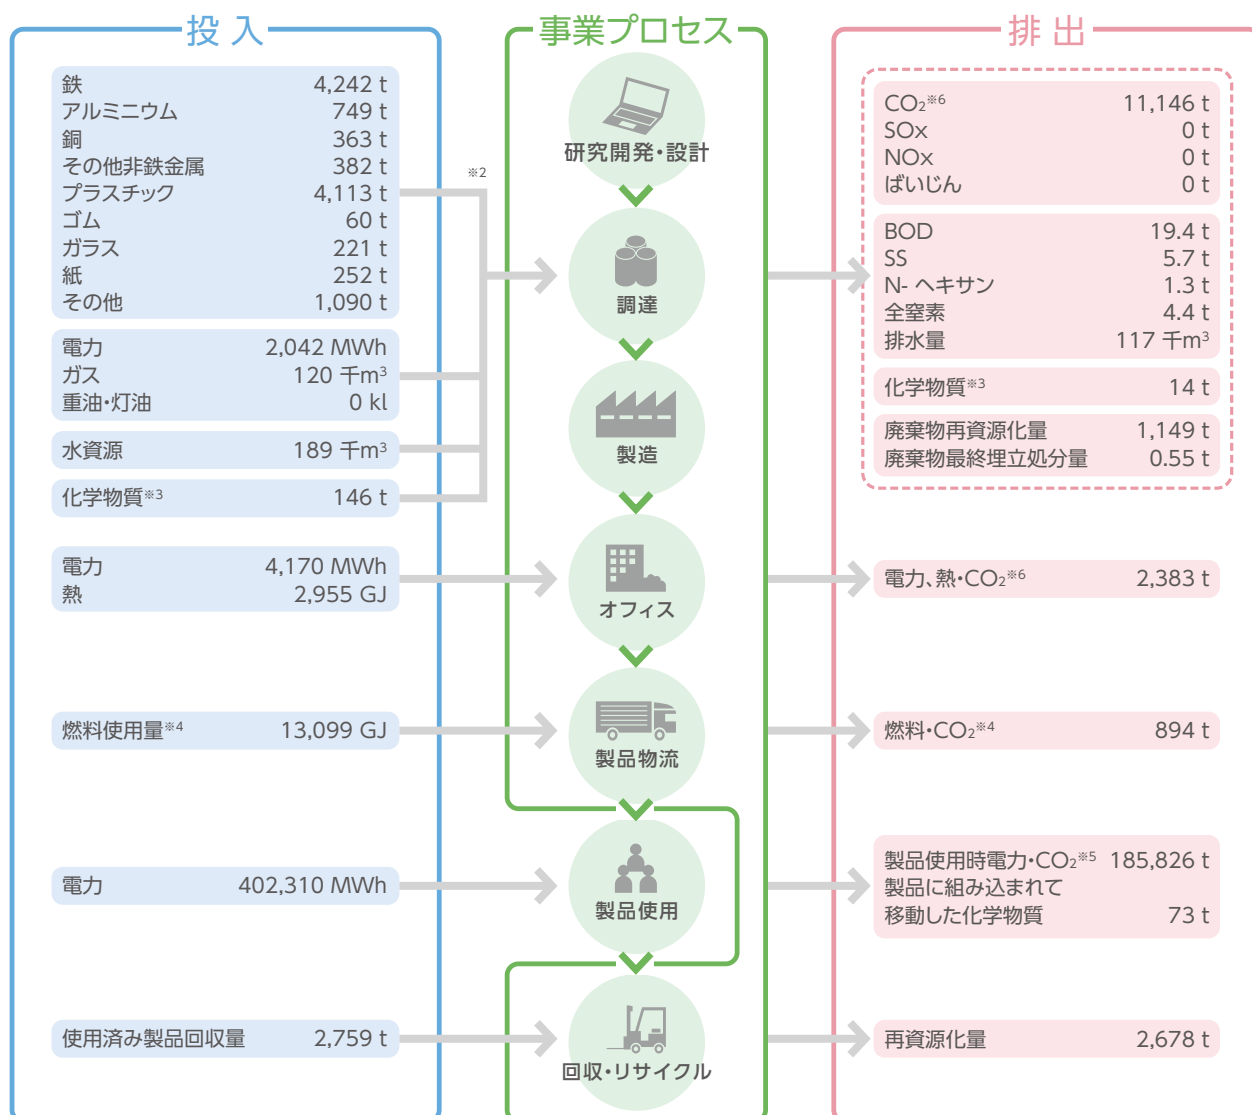 投入
鉄 4,242 t
アルミニウム 749 t
銅 363 t
その他非鉄金属 382 t
プラスチック 4,113 t
ゴム 60 t
ガラス 221 t
紙 252 t
その他 1,090 t
電力 2,042 MWh
ガス 120 千m³
重油・灯油 0 kl
水資源 189 千m³
化学物質※3 146 t
電力 4,170 MWh
熱 2,955 GJ
燃料使用量※4 13,099 GJ
電力 402,310 MWh
使用済み製品回収量 2,759 t
※2
事業プロセス
研究開発・設計
調達
製造
オフィス
製品物流
製品使用
回収・リサイクル
排出
CO₂※6 11,146 t
SOx 0 t
NOx 0 t
ばいじん 0 t
BOD 19.4 t
SS 5.7 t
N- ヘキサン 1.3 t
全窒素 4.4 t
排水量 117 千m³
化学物質※3 14 t
廃棄物再資源化量 1,149 t
廃棄物最終埋立処分量 0.55 t
電力、熱・CO₂※6 2,383 t
燃料・CO₂※4 894 t
製品使用時電力・CO₂※5 185,826 t
製品に組み込まれて
移動した化学物質 73 t
再資源化量 2,678 t